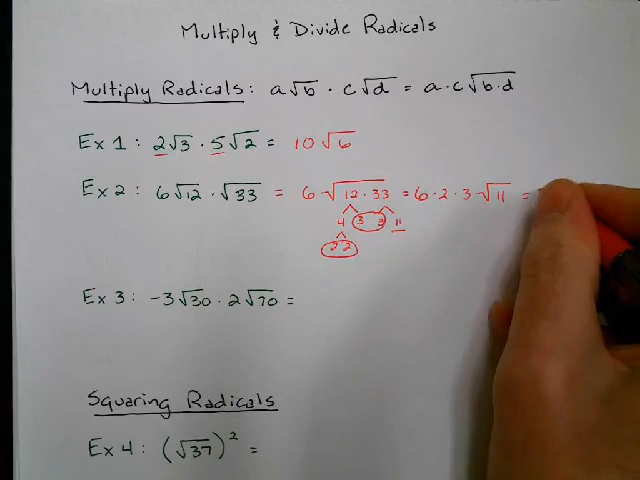 Multiply & Divide Radicals
Multiply Radicals: a√b · c√d = a·c√b·d
Ex 1: 2√3 · 5√2 = 10√6
Ex 2: 6√12 · √33 = 6·√12·33 = 6·2·3·√11 =
4 3 3 11
2 2
Ex 3: -3√30 · 2√70 =
Squaring Radicals
Ex 4: (√37)² =